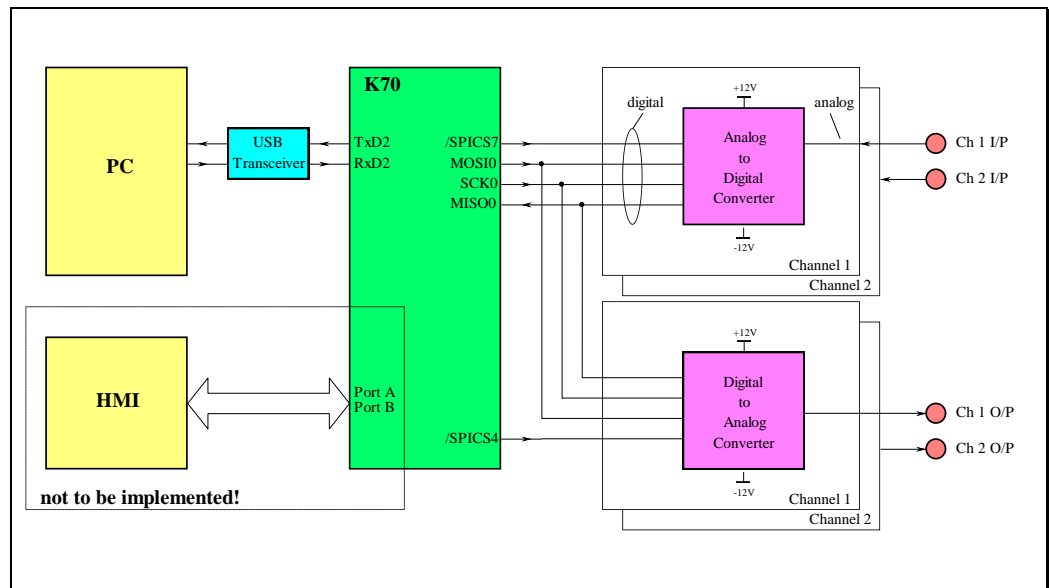 K70
PC
USB
Transceiver
TxD2
RxD2
/SPICS7
MOSI0
SCK0
MISO0
digital
+12V
analog
Analog
to
Digital
Converter
-12V
Channel 1
Channel 2
Ch 1 I/P
Ch 2 I/P
HMI
Port A
Port B
/SPICS4
not to be implemented!
+12V
Digital
to
Analog
Converter
-12V
Channel 1
Channel 2
Ch 1 O/P
Ch 2 O/P